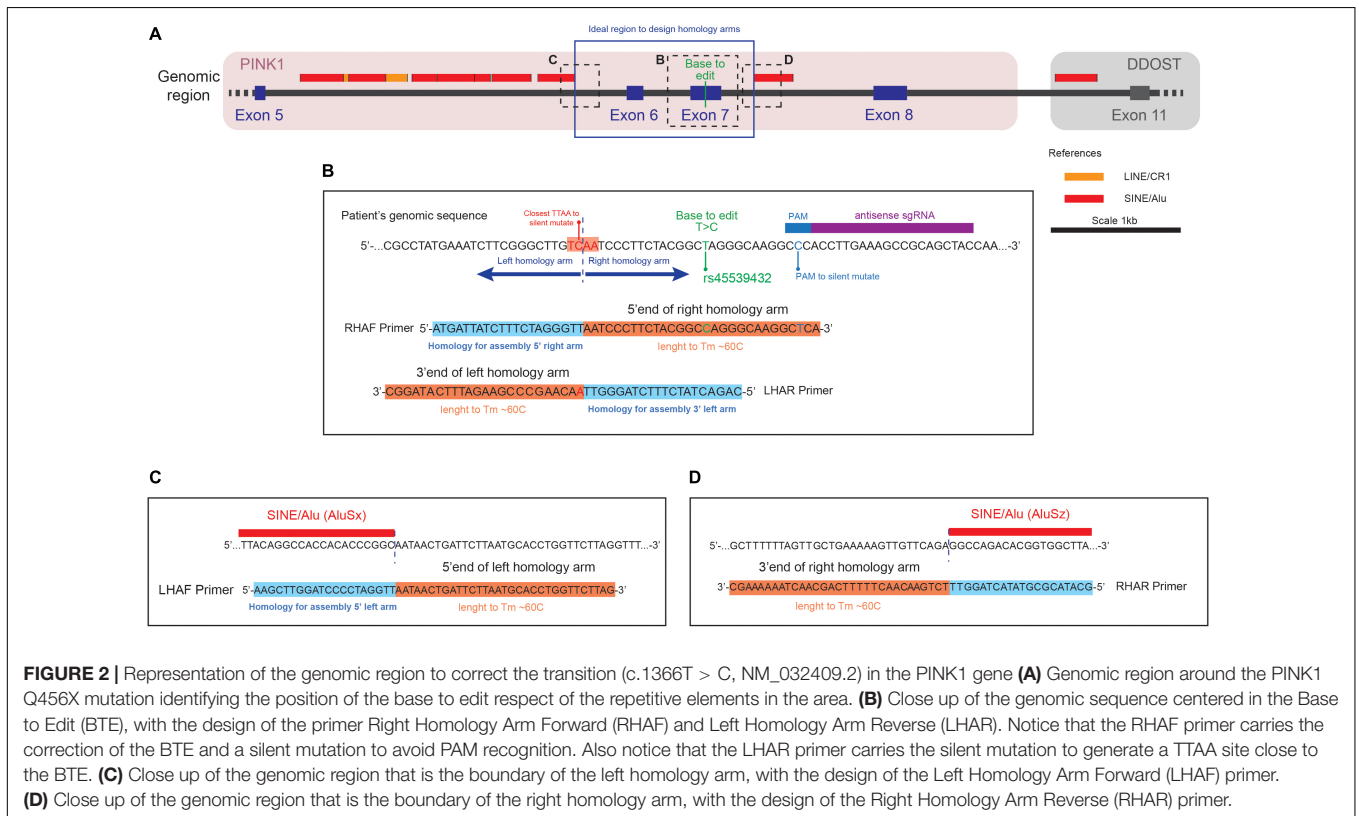 A
Ideal region to design homology arms
Genomic region
PINK1
C
B
Base to edit
D
DDOST
Exon 5
Exon 6
Exon 7
Exon 8
Exon 11
References
LINE/CR1
SINE/Alu
Scale 1kb
B
Patient's genomic sequence
Closest TTAA to silent mutate
Base to edit
T>C
PAM
antisense sgRNA
5'-...CGCCTATGAAATCTTCGGGCTTGTCAATCCCTTCTACGGCTAGGGCAAGGCCCACCTTGAAAGCCGCAGCTACCAA...-3'
Left homology arm
Right homology arm
rs45539432
PAM to silent mutate
5'end of right homology arm
RHAF Primer 5'-ATGATTATCTTTCTAGGGTTAATCCCTTCTACGGCCAGGGCAAGGCTCA-3'
Homology for assembly 5' right arm
lenght to Tm ~60C
3'end of left homology arm
3'-CGGATACTTTAGAAGCCCGAACAATTGGGATCTTTCTATCAGAC-5' LHAR Primer
lenght to Tm ~60C
Homology for assembly 3' left arm
C
SINE/Alu (AluSx)
5'...TTACAGGCCACCACACCCGGCAATAACTGATTCTTAATGCACCTGGTTCTTAGGTTT...-3'
5'end of left homology arm
LHAF Primer 5'-AAGCTTGGATCCCCTAGGTTAATAACTGATTCTTAATGCACCTGGTTCTTAG-3'
Homology for assembly 5' left arm
lenght to Tm ~60C
D
SINE/Alu (AluSz)
5'...GCTTTTTTAGTTGCTGAAAAAGTTGTTCAGAGGCCAGACACGGTGGCTTA...-3'
3'end of right homology arm
3'-CGAAAAAATCAACGACTTTTTCAACAAGTCTTTGGATCATATGCGCATACG-5' RHAR Primer
lenght to Tm ~60C
Homology for assembly 3' right arm
FIGURE 2 | Representation of the genomic region to correct the transition (c.1366T > C, NM_032409.2) in the PINK1 gene (A) Genomic region around the PINK1
Q456X mutation identifying the position of the base to edit respect of the repetitive elements in the area. (B) Close up of the genomic sequence centered in the Base
to Edit (BTE), with the design of the primer Right Homology Arm Forward (RHAF) and Left Homology Arm Reverse (LHAR). Notice that the RHAF primer carries the
correction of the BTE and a silent mutation to avoid PAM recognition. Also notice that the LHAR primer carries the silent mutation to generate a TTAA site close to
the BTE. (C) Close up of the genomic region that is the boundary of the left homology arm, with the design of the Left Homology Arm Forward (LHAF) primer.
(D) Close up of the genomic region that is the boundary of the right homology arm, with the design of the Right Homology Arm Reverse (RHAR) primer.